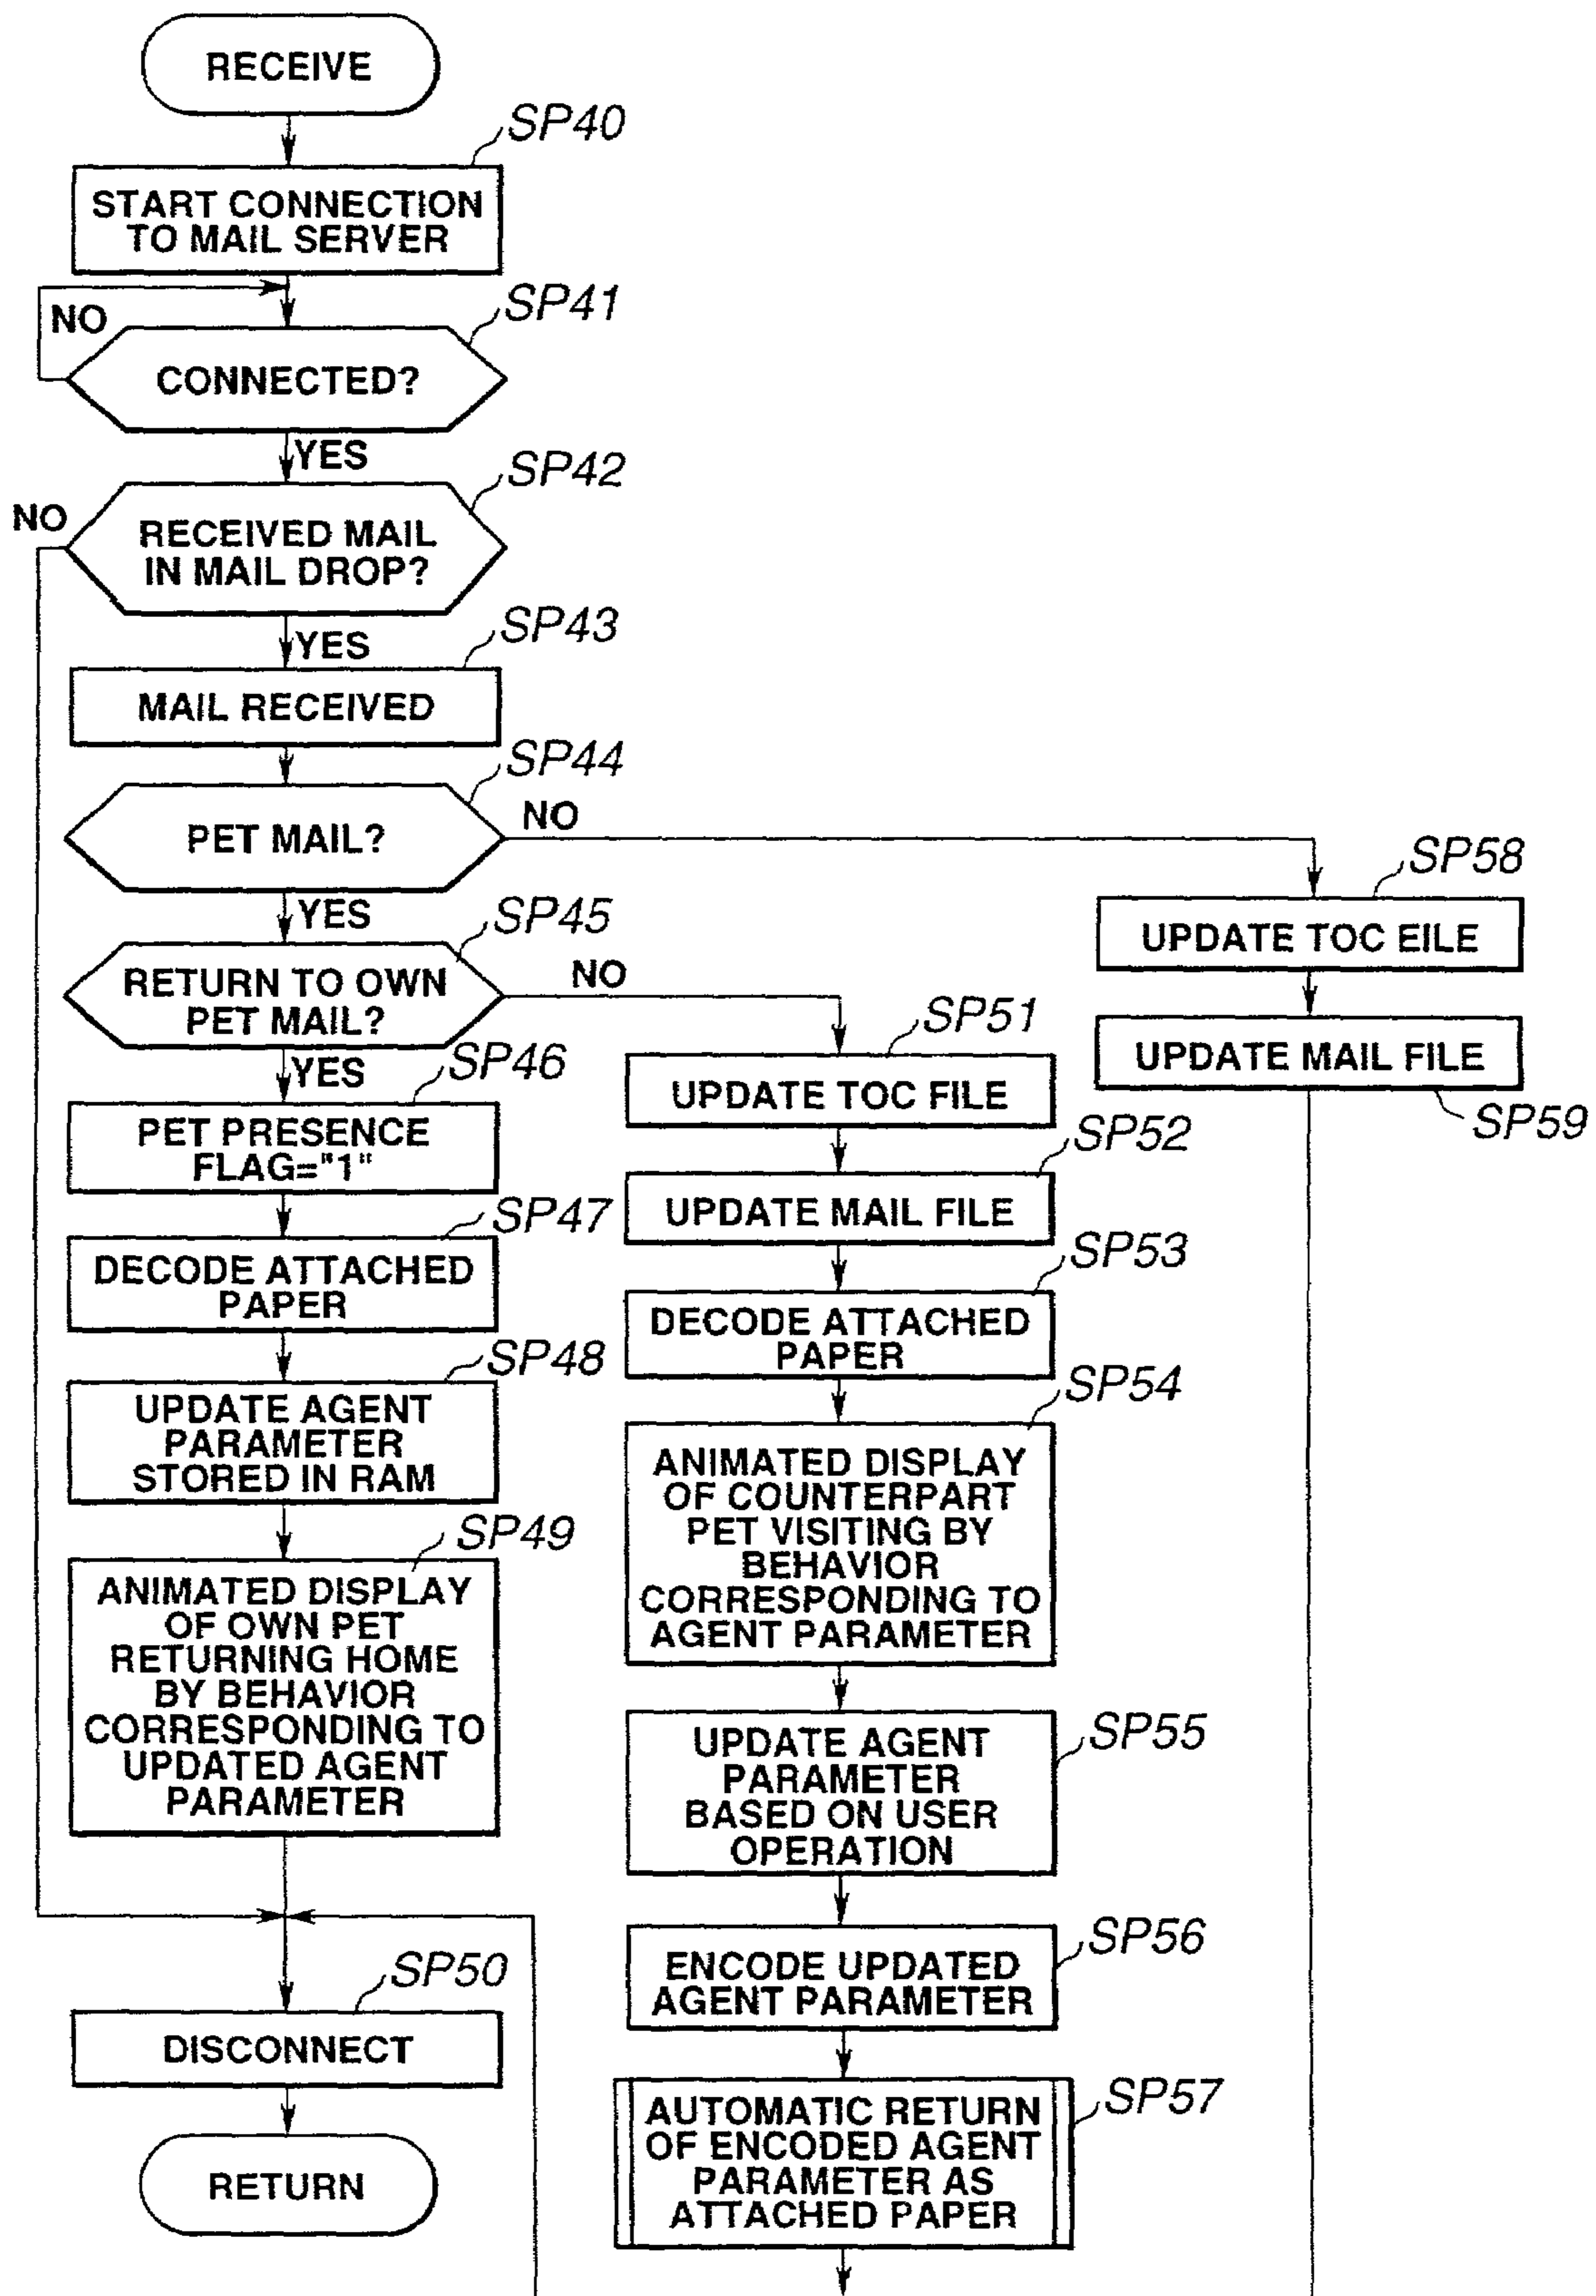 RECEIVE
SP40
START CONNECTION
TO MAIL SERVER
NO
SP41
CONNECTED?
YES
SP42
NO
RECEIVED MAIL
IN MAIL DROP?
YES
SP43
MAIL RECEIVED
SP44
PET MAIL?
NO
YES
SP45
RETURN TO OWN
PET MAIL?
NO
YES
SP46
PET PRESENCE
FLAG="1"
SP47
DECODE ATTACHED
PAPER
SP48
UPDATE AGENT
PARAMETER
STORED IN RAM
SP49
ANIMATED DISPLAY
OF OWN PET
RETURNING HOME
BY BEHAVIOR
CORRESPONDING TO
UPDATED AGENT
PARAMETER
SP50
DISCONNECT
RETURN
SP51
UPDATE TOC FILE
SP52
UPDATE MAIL FILE
SP53
DECODE ATTACHED
PAPER
SP54
ANIMATED DISPLAY
OF COUNTERPART
PET VISITING BY
BEHAVIOR
CORRESPONDING TO
AGENT PARAMETER
SP55
UPDATE AGENT
PARAMETER
BASED ON USER
OPERATION
SP56
ENCODE UPDATED
AGENT PARAMETER
SP57
AUTOMATIC RETURN
OF ENCODED AGENT
PARAMETER AS
ATTACHED PAPER
SP58
UPDATE TOC EILE
UPDATE MAIL FILE
SP59